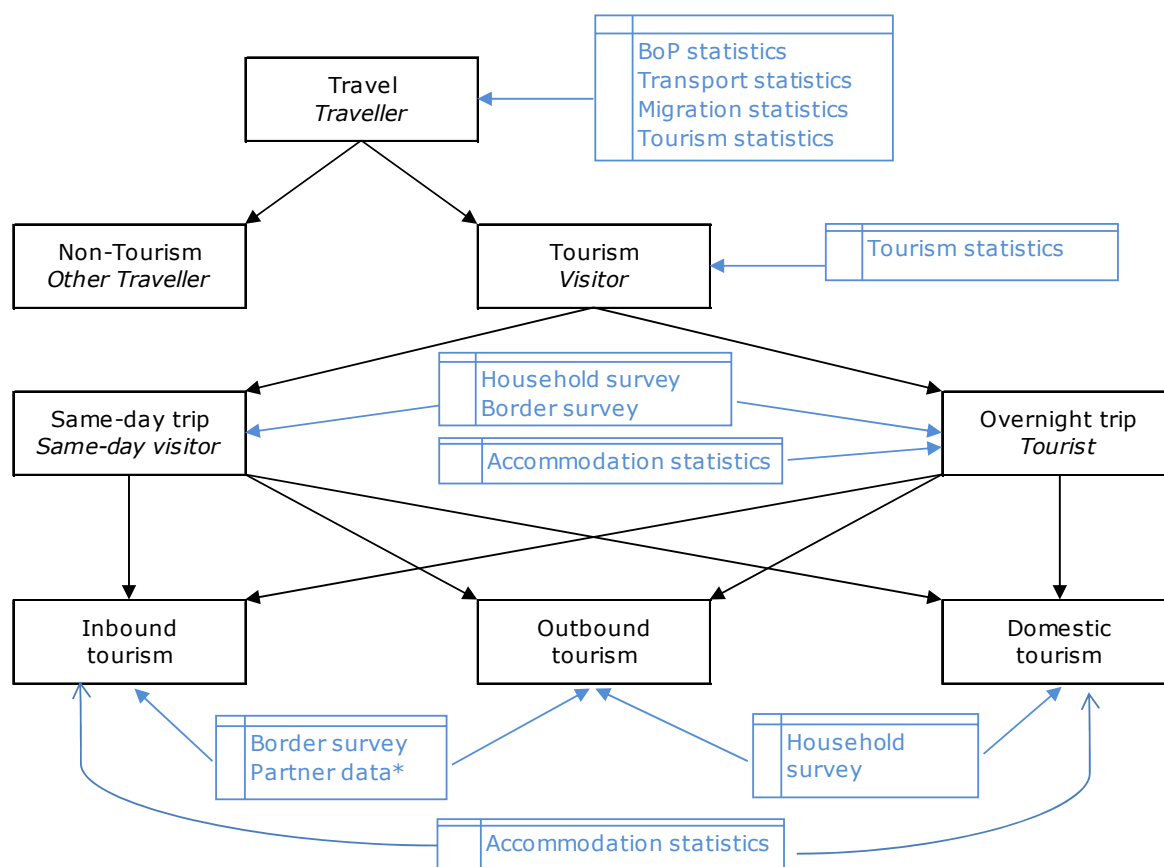 BoP statistics
Transport statistics
Migration statistics
Tourism statistics
Travel
Traveller
Non-Tourism
Other Traveller
Tourism
Visitor
Tourism statistics
Household survey
Border survey
Same-day trip
Same-day visitor
Accommodation statistics
Overnight trip
Tourist
Inbound
tourism
Outbound
tourism
Domestic
tourism
Border survey
Partner data*
Household
survey
Accommodation statistics